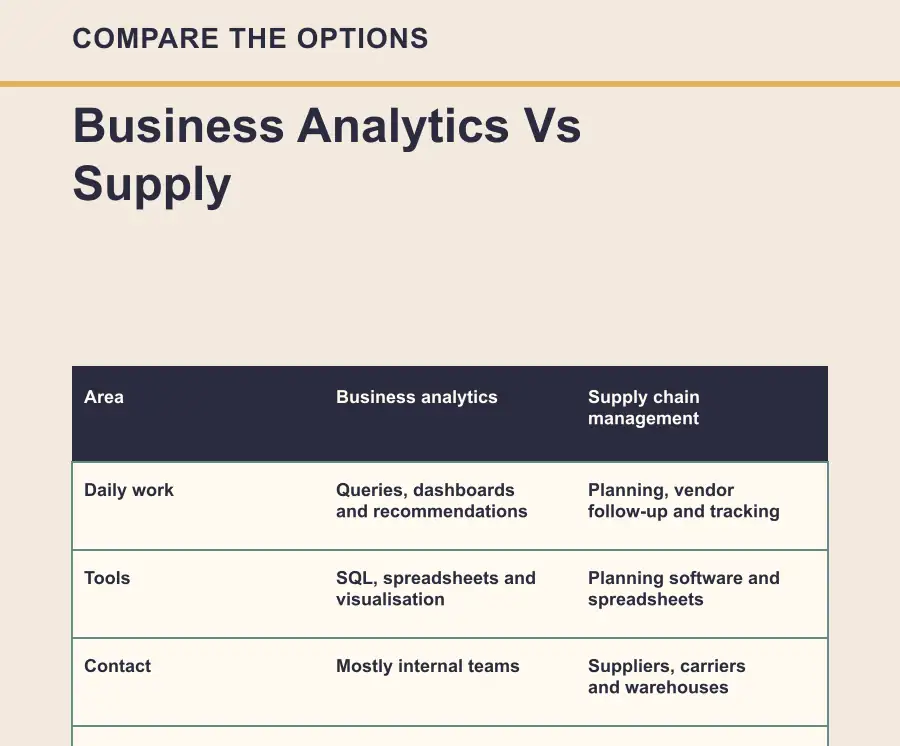 COMPARE THE OPTIONS
Business Analytics Vs
Supply
Area
Business analytics
Supply chain
management
Daily work
Queries, dashboards
and recommendations
Planning, vendor
follow-up and tracking
Tools
SQL, spreadsheets and
visualisation
Planning software and
spreadsheets
Contact
Mostly internal teams
Suppliers, carriers
and warehouses